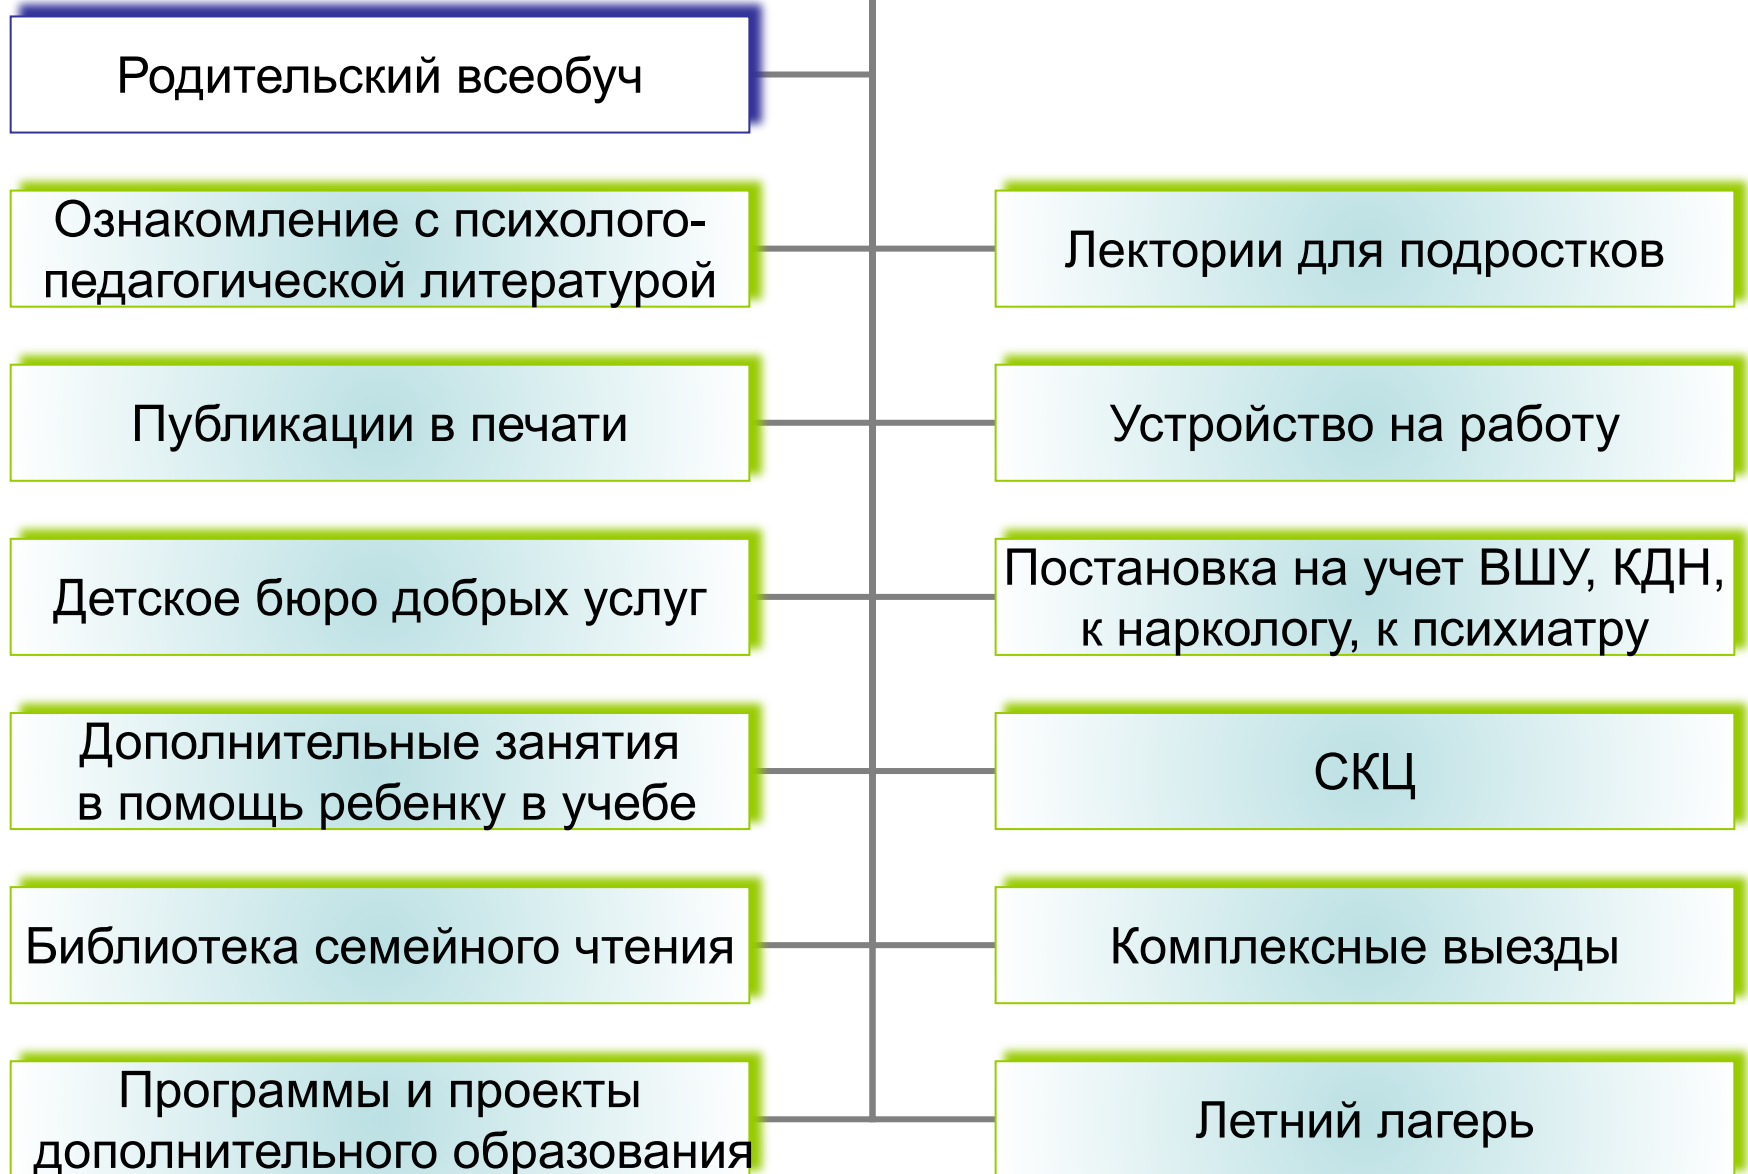 Родительский всеобуч
Ознакомление с психолого-
педагогической литературой
Лектории для подростков
Публикации в печати
Устройство на работу
Детское бюро добрых услуг
Постановка на учет ВШУ, КДН,
к наркологу, к психиатру
Дополнительные занятия
в помощь ребенку в учебе
СКЦ
Библиотека семейного чтения
Комплексные выезды
Программы и проекты
дополнительного образования
Летний лагерь